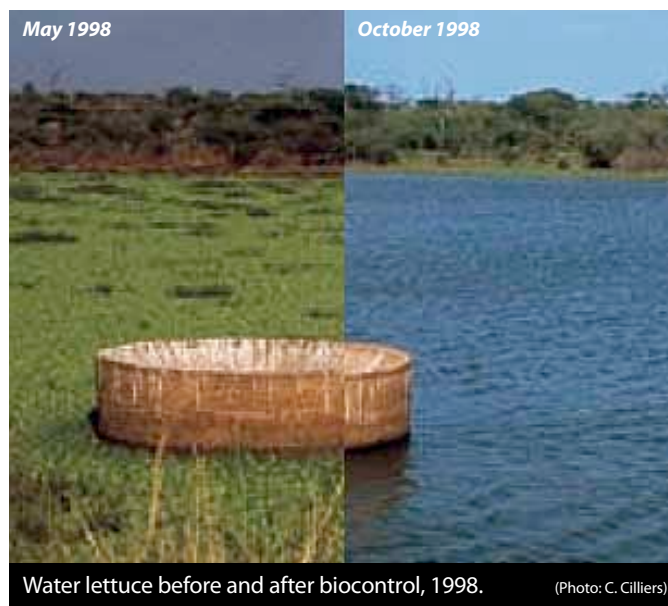 May 1998
October 1998
Water lettuce before and after biocontrol, 1998.
(Photo: C. Cilliers)